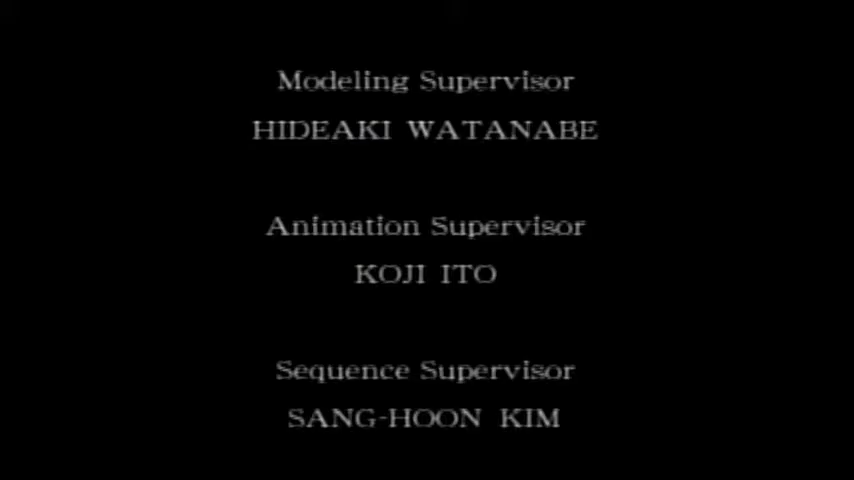 Modeling Supervisor
HIDEAKI WATANABE
Animation Supervisor
KOJI ITO
Sequence Supervisor
SANG-HOON KIM